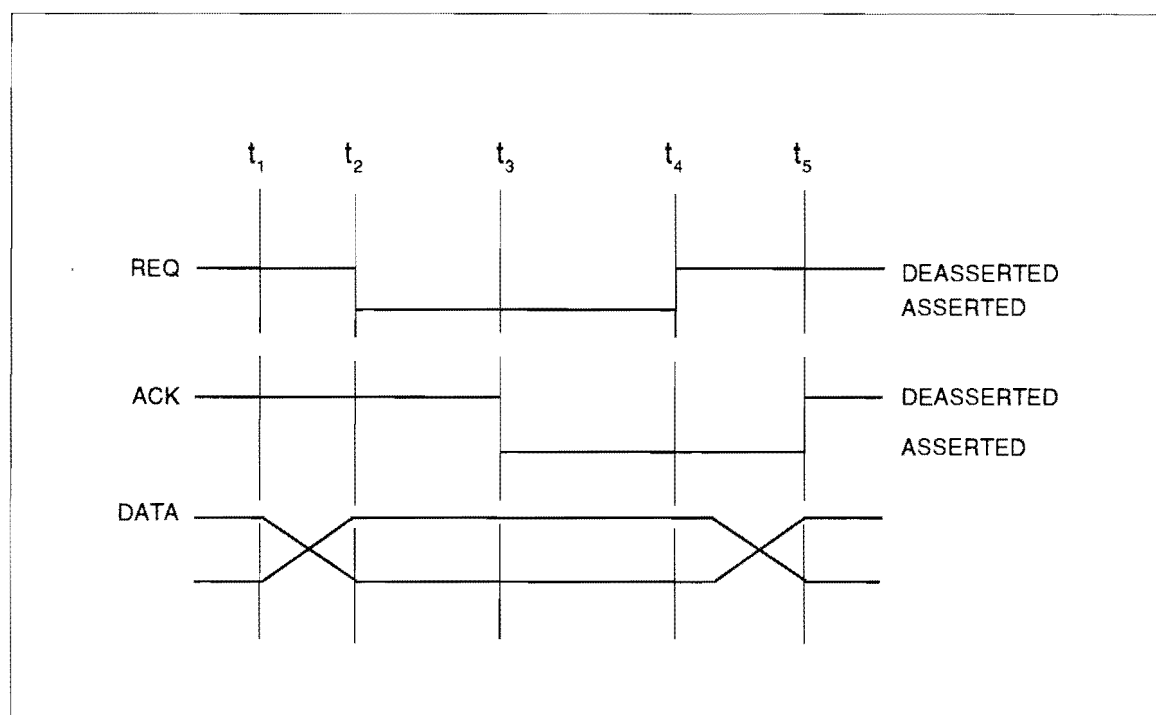 t₁ t₂ t₃ t₄ t₅
REQ
DEASSERTED
ASSERTED
ACK
DEASSERTED
ASSERTED
DATA